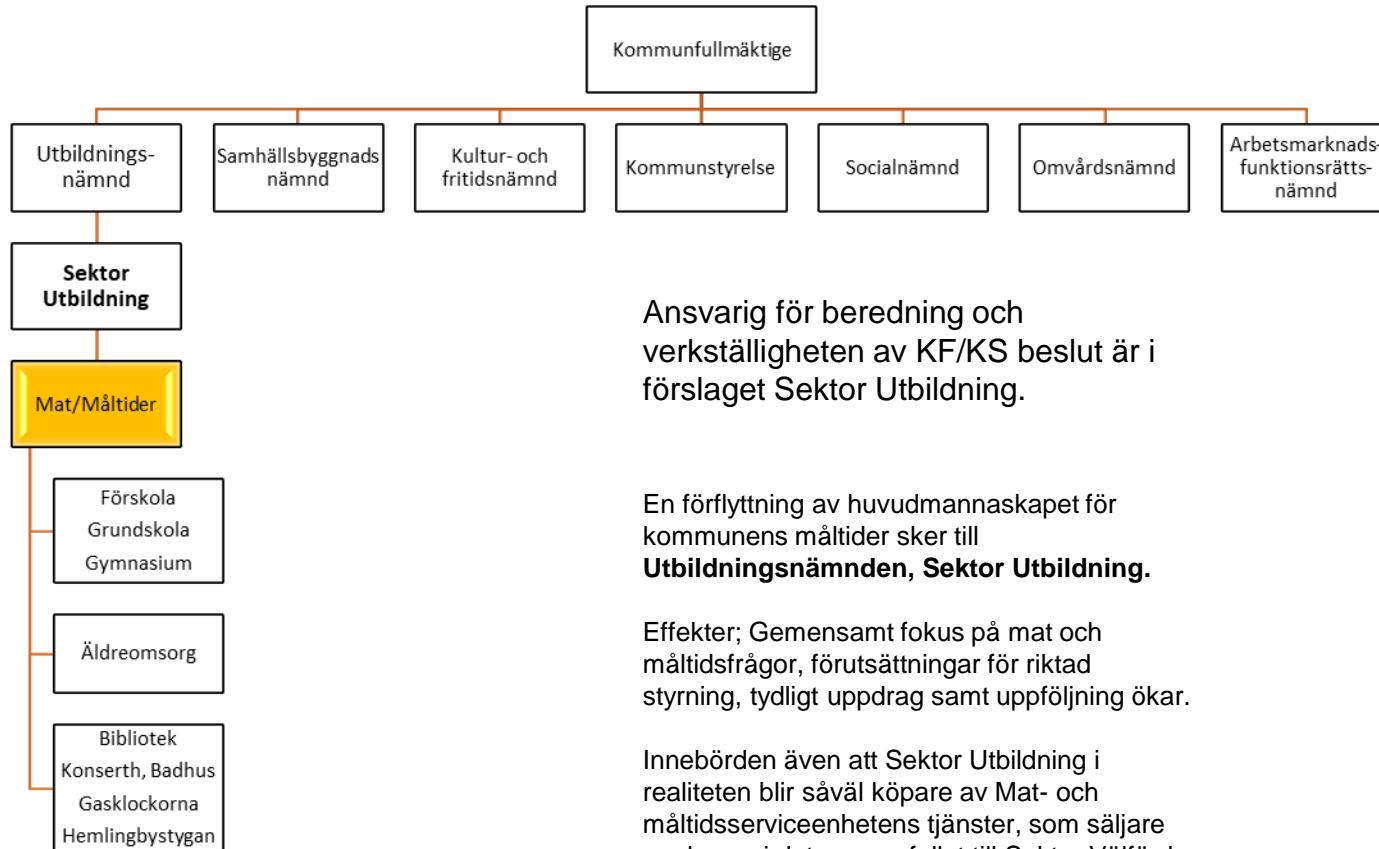 Kommunfullmäktige
Utbildnings-
nämnd
Samhällsbyggnads
nämnd
Kultur- och
fritidsnämnd
Kommunstyrelse
Socialnämnd
Omvårdsnämnd
Arbetsmarknads-
funktionsrätts-
nämnd
Sektor
Utbildning
Mat/Måltider
Förskola
Grundskola
Gymnasium
Äldreomsorg
Bibliotek
Konserth, Badhus
Gasklockorna
Hemlingbystygan
Ansvarig för beredning och
verkställigheten av KF/KS beslut är i
förslaget Sektor Utbildning.
En förflyttning av huvudmannaskapet för
kommunens måltider sker till
Utbildningsnämnden, Sektor Utbildning.
Effekter; Gemensamt fokus på mat och
måltidsfrågor, förutsättningar för riktad
styrning, tydligt uppdrag samt uppföljning ökar.
Innebörden även att Sektor Utbildning i
realiteten blir såväl köpare av Mat- och
måltidsserviceenhetens tjänster, som säljare